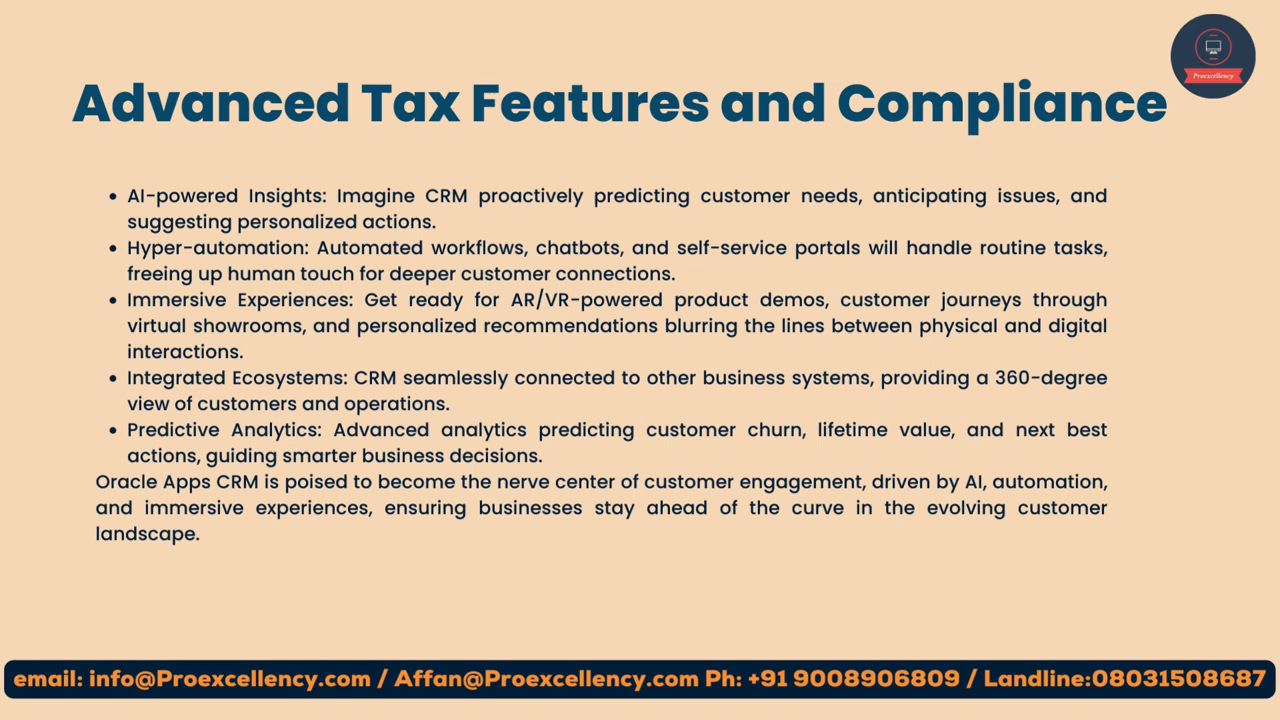 Proexcellency
Advanced Tax Features and Compliance
• AI-powered Insights: Imagine CRM proactively predicting customer needs, anticipating issues, and
suggesting personalized actions.
• Hyper-automation: Automated workflows, chatbots, and self-service portals will handle routine tasks,
freeing up human touch for deeper customer connections.
• Immersive Experiences: Get ready for AR/VR-powered product demos, customer journeys through
virtual showrooms, and personalized recommendations blurring the lines between physical and digital
interactions.
• Integrated Ecosystems: CRM seamlessly connected to other business systems, providing a 360-degree
view of customers and operations.
• Predictive Analytics: Advanced analytics predicting customer churn, lifetime value, and next best
actions, guiding smarter business decisions.
Oracle Apps CRM is poised to become the nerve center of customer engagement, driven by AI, automation,
and immersive experiences, ensuring businesses stay ahead of the curve in the evolving customer
landscape.
email: info@Proexcellency.com / Affan@Proexcellency.com Ph: +91 9008906809 / Landline:08031508687